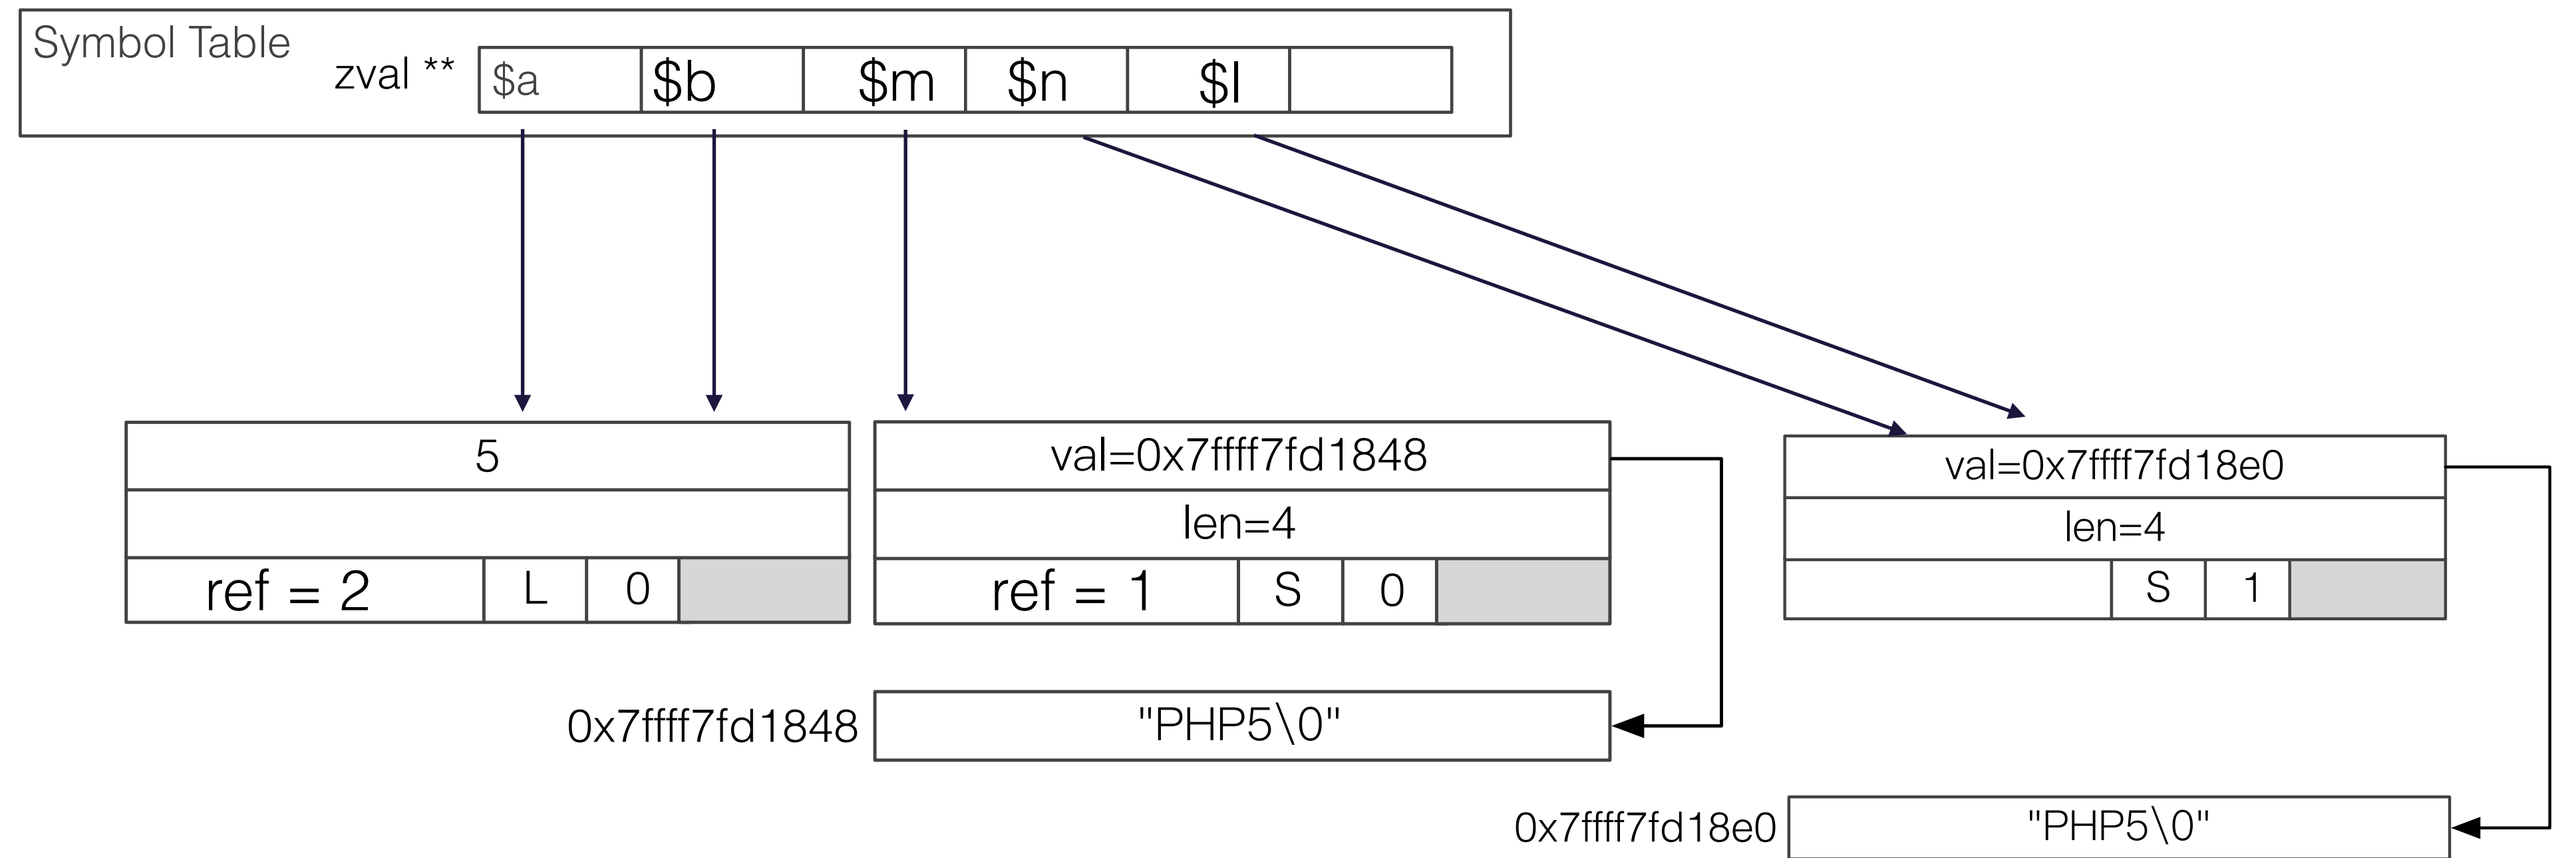 Symbol Table
zval **
$a
$b
$m
$n
$l
5
ref = 2
L
0
val=0x7ffff7fd1848
len=4
ref = 1
S
0
val=0x7ffff7fd18e0
len=4
S
1
0x7ffff7fd1848
"PHP5\0"
0x7ffff7fd18e0
"PHP5\0"